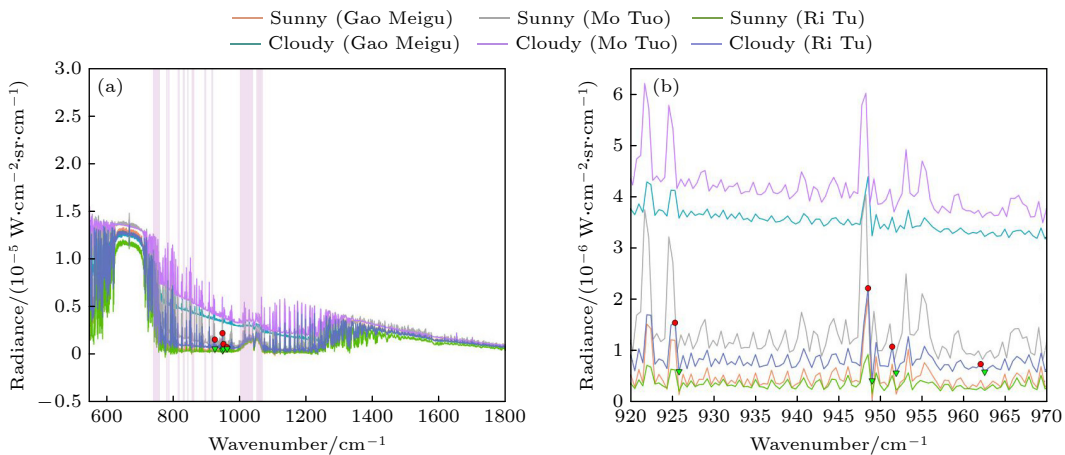 Sunny (Gao Meigu) Sunny (Mo Tuo) Sunny (Ri Tu)
Cloudy (Gao Meigu) Cloudy (Mo Tuo) Cloudy (Ri Tu)
(a)
3.0
2.5
2.0
1.5
1.0
0.5
0
−0.5
Radiance/(10⁻⁵ W·cm⁻²·sr·cm⁻¹)
600 800 1000 1200 1400 1600 1800
Wavenumber/cm⁻¹
(b)
6
5
4
3
2
1
0
Radiance/(10⁻⁶ W·cm⁻²·sr·cm⁻¹)
920 925 930 935 940 945 950 955 960 965 970
Wavenumber/cm⁻¹